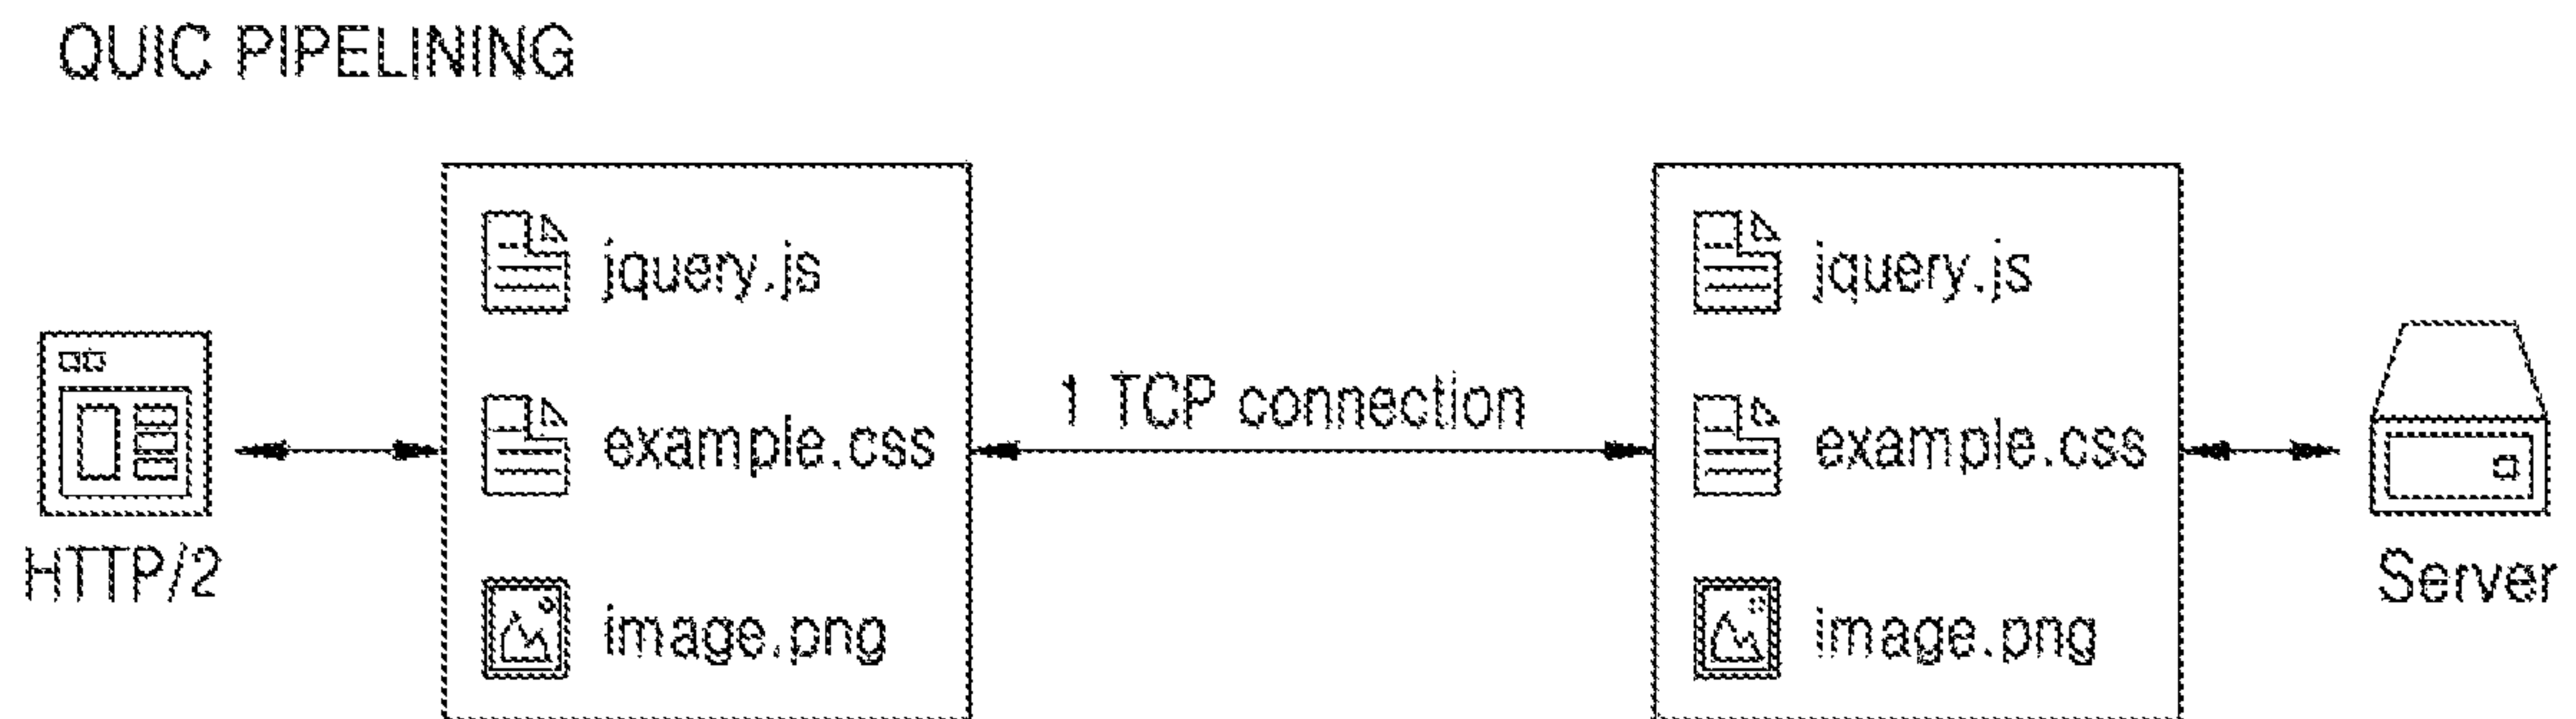 QUIC PIPELINING
jquery.js
jquery.js
1 TCP connection
example.css
example.css
HTTP/2
Server
image.png
image.png